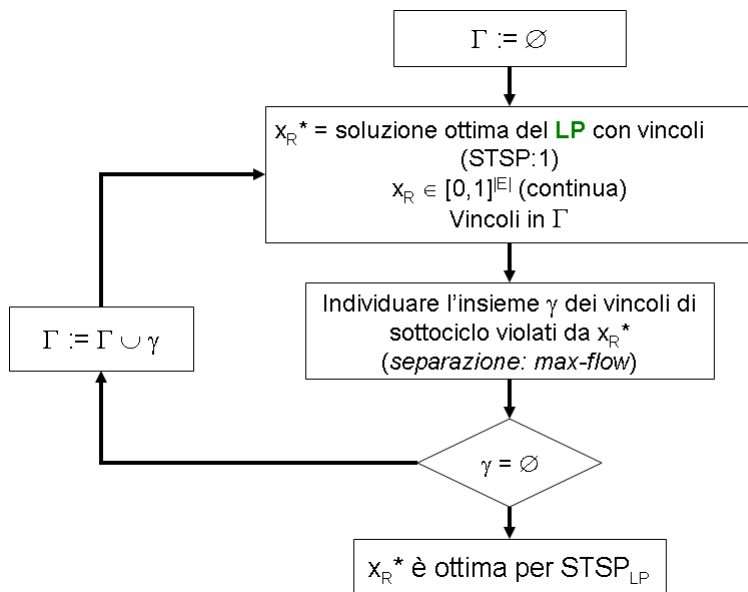 Γ := ∅
x_R* = soluzione ottima del LP con vincoli
(STSP:1)
x_R ∈ [0,1]^|E| (continua)
Vincoli in Γ
Individuare l'insieme γ dei vincoli di
sottociclo violati da x_R*
(separazione: max-flow)
Γ := Γ ∪ γ
γ = ∅
x_R* è ottima per STSP_LP